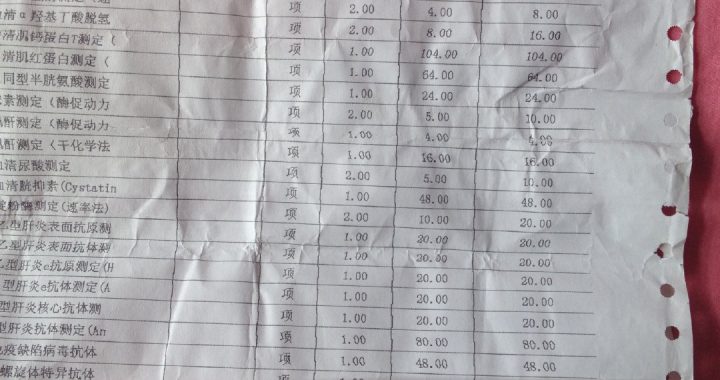 项 2.00 4.00 8.00
清α羟基丁酸脱氢 项 2.00 8.00 16.00
清肌钙蛋白T测定( 项 1.00 104.00 104.00
清肌红蛋白测定( 项 1.00 64.00 64.00
同型半胱氨酸测定 项 1.00 24.00 24.00
素测定(酶促动力 项 2.00 5.00 10.00
酐测定(酶促动力 项 1.00 4.00 4.00
酐测定(干化学法 项 1.00 16.00 16.00
清尿酸测定 项 2.00 5.00 10.00
清胱抑素(Cystatin 项 1.00 48.00 48.00
淀粉酶测定(速率法) 项 2.00 10.00 20.00
乙型肝炎表面抗原测 项 1.00 20.00 20.00
乙型肝炎表面抗体测 项 1.00 20.00 20.00
乙型肝炎e抗原测定(H 项 1.00 20.00 20.00
型肝炎e抗体测定(A 项 1.00 20.00 20.00
型肝炎核心抗体测 项 1.00 20.00 20.00
型肝炎抗体测定(An 项 1.00 80.00 80.00
疫缺陷病毒抗体 项 1.00 48.00 48.00
螺旋体特异抗体 项